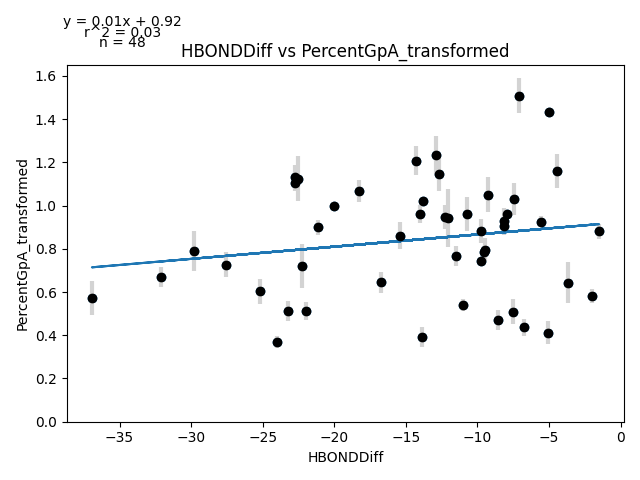 y = 0.01x + 0.92
r^2 = 0.03
n = 48
HBONDDiff vs PercentGpA_transformed
PercentGpA_transformed
1.6
1.4
1.2
1.0
0.8
0.6
0.4
0.2
0.0
−35
−30
−25
−20
−15
−10
−5
0
HBONDDiff